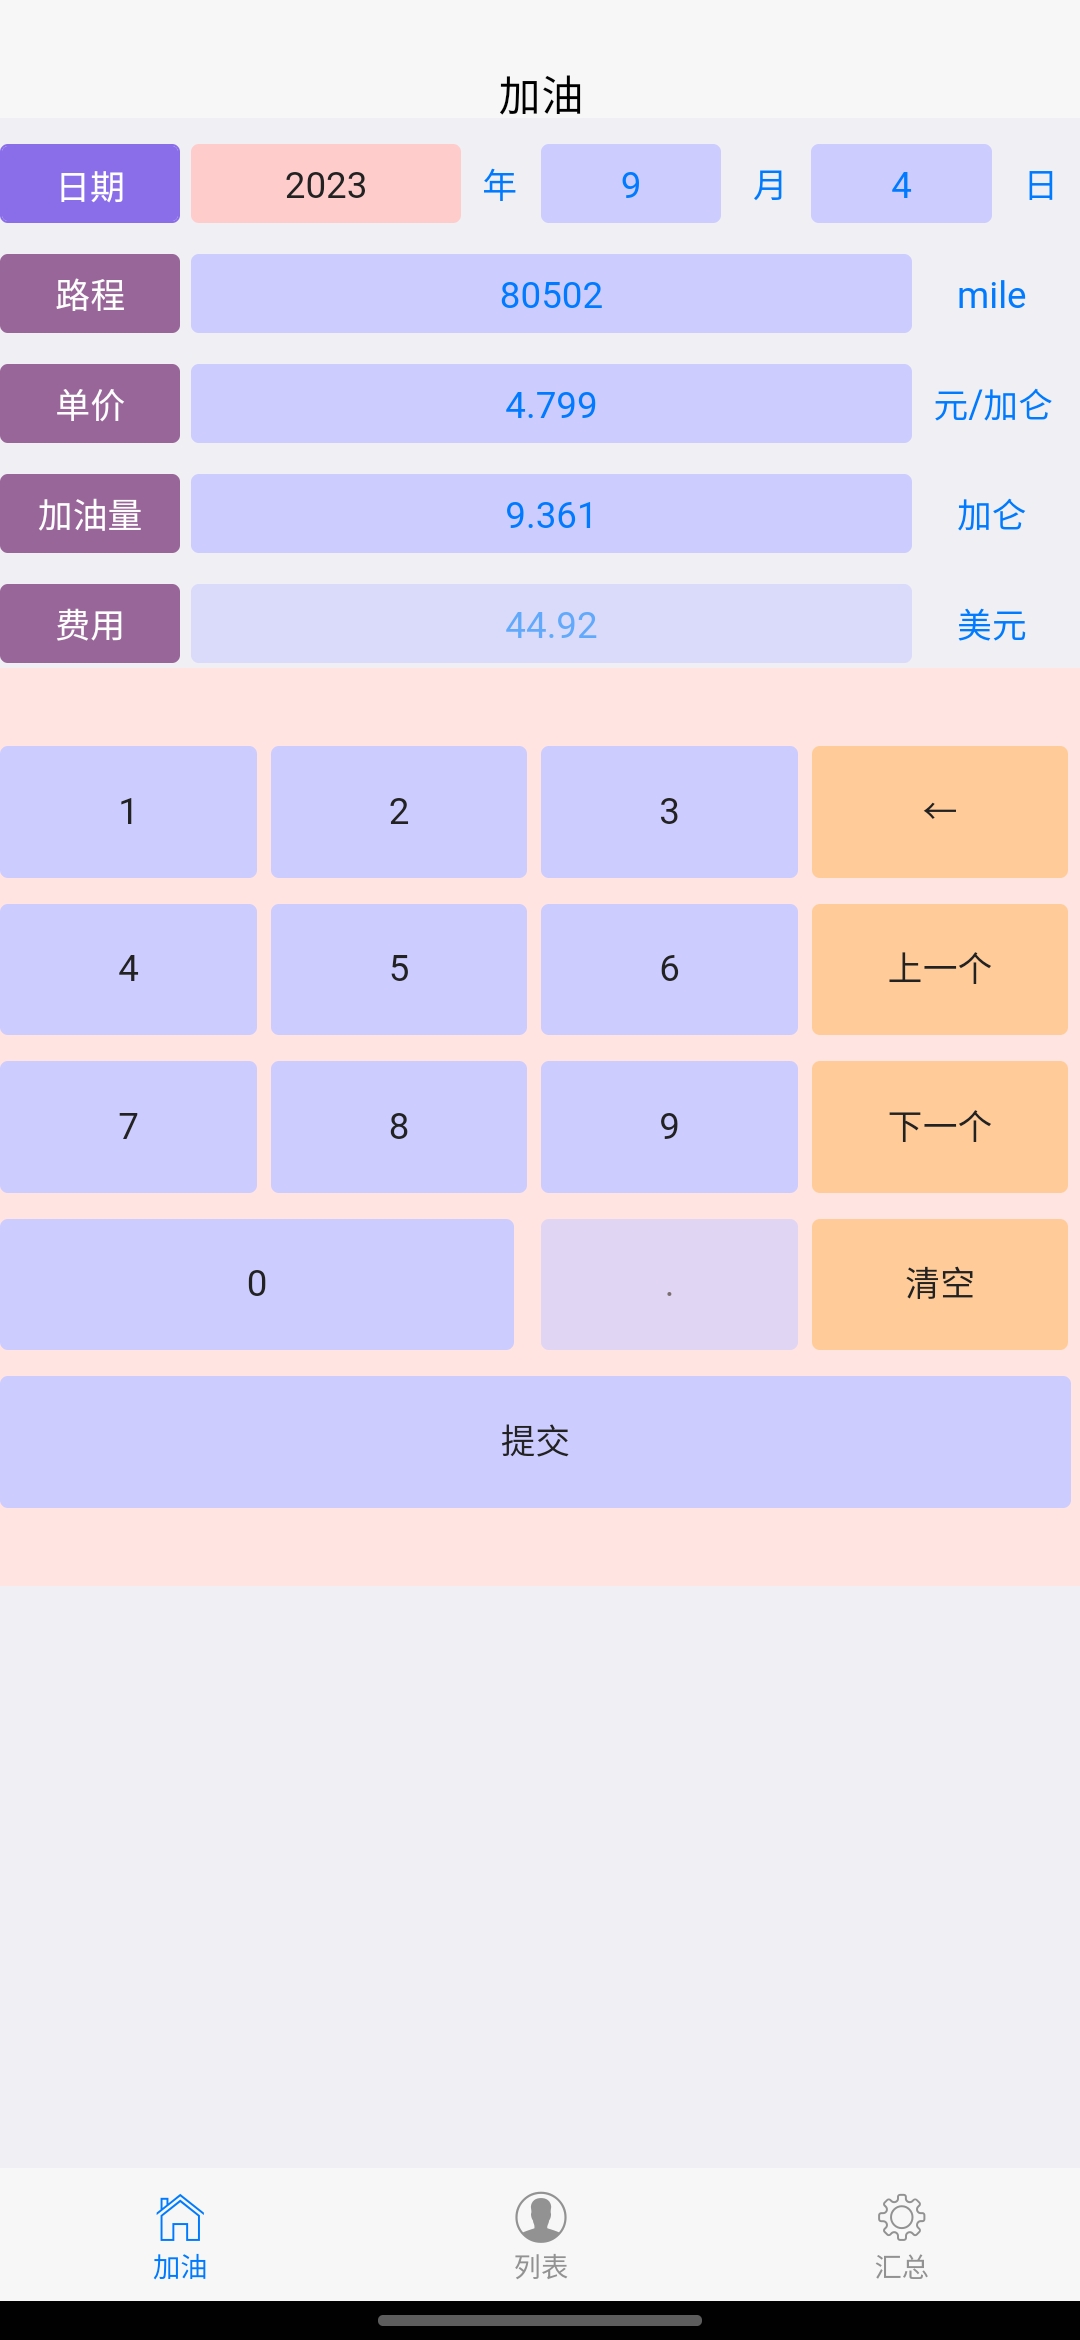 加油
日期 2023 年 9 月 4 日
路程 80502 mile
单价 4.799 元/加仑
加油量 9.361 加仑
费用 44.92 美元
1 2 3 ←
4 5 6 上一个
7 8 9 下一个
0 . 清空
提交
加油 列表 汇总